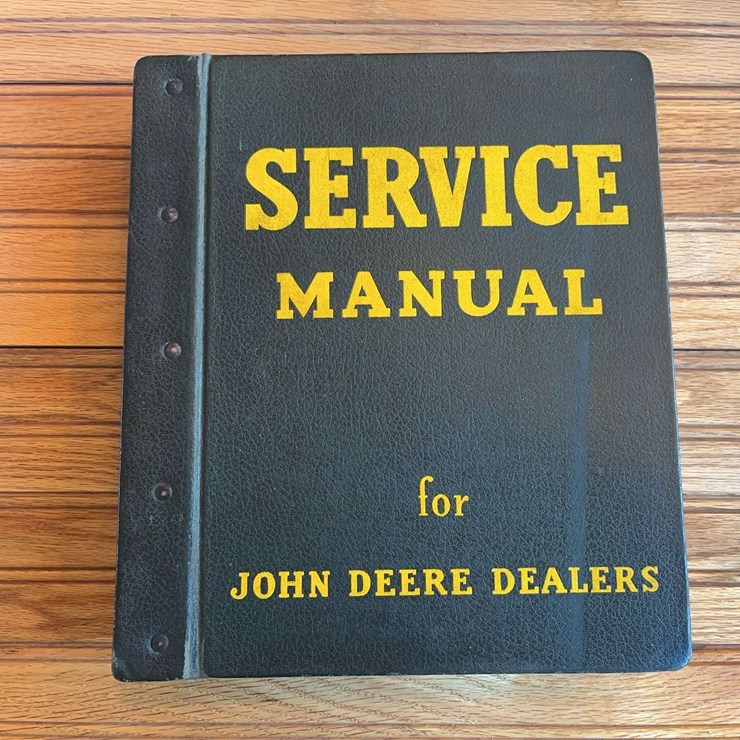 SERVICE
MANUAL
for
JOHN DEERE DEALERS